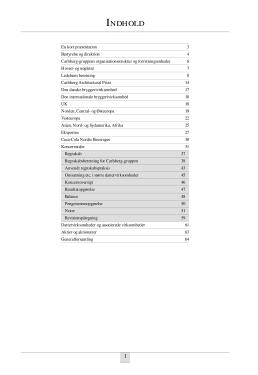 INDHOLD
En kort præsentation 3
Bestyrelse og direktion 4
Carlsberg-gruppens organisationsstruktur og forretningsenheder 6
Hoved- og nøgletal 7
Ledelsens beretning 8
Carlsberg Architectural Prize 14
Den danske bryggerivirksomhed 17
Den internationale bryggerivirksomhed 18
UK 18
Norden, Central- og Østeuropa 19
Vesteuropa 22
Asien, Nord- og Sydamerika, Afrika 25
Eksporten 27
Coca-Cola Nordic Beverages 30
Koncerntalter 31
Regnskab: 37
Regnskabsberetning for Carlsberg-gruppen 38
Anvendt regnskabspraksis 43
Omsætning etc. i større dattervirksomheder 45
Koncernoversigt 46
Resultatopgørelse 47
Balance 48
Pengestrømsopgørelse 50
Noter 51
Revisionspåtegning 59
Dattervirksomheder og associerede virksomheder 61
Aktier og aktionærer 63
Generalforsamling 64
1